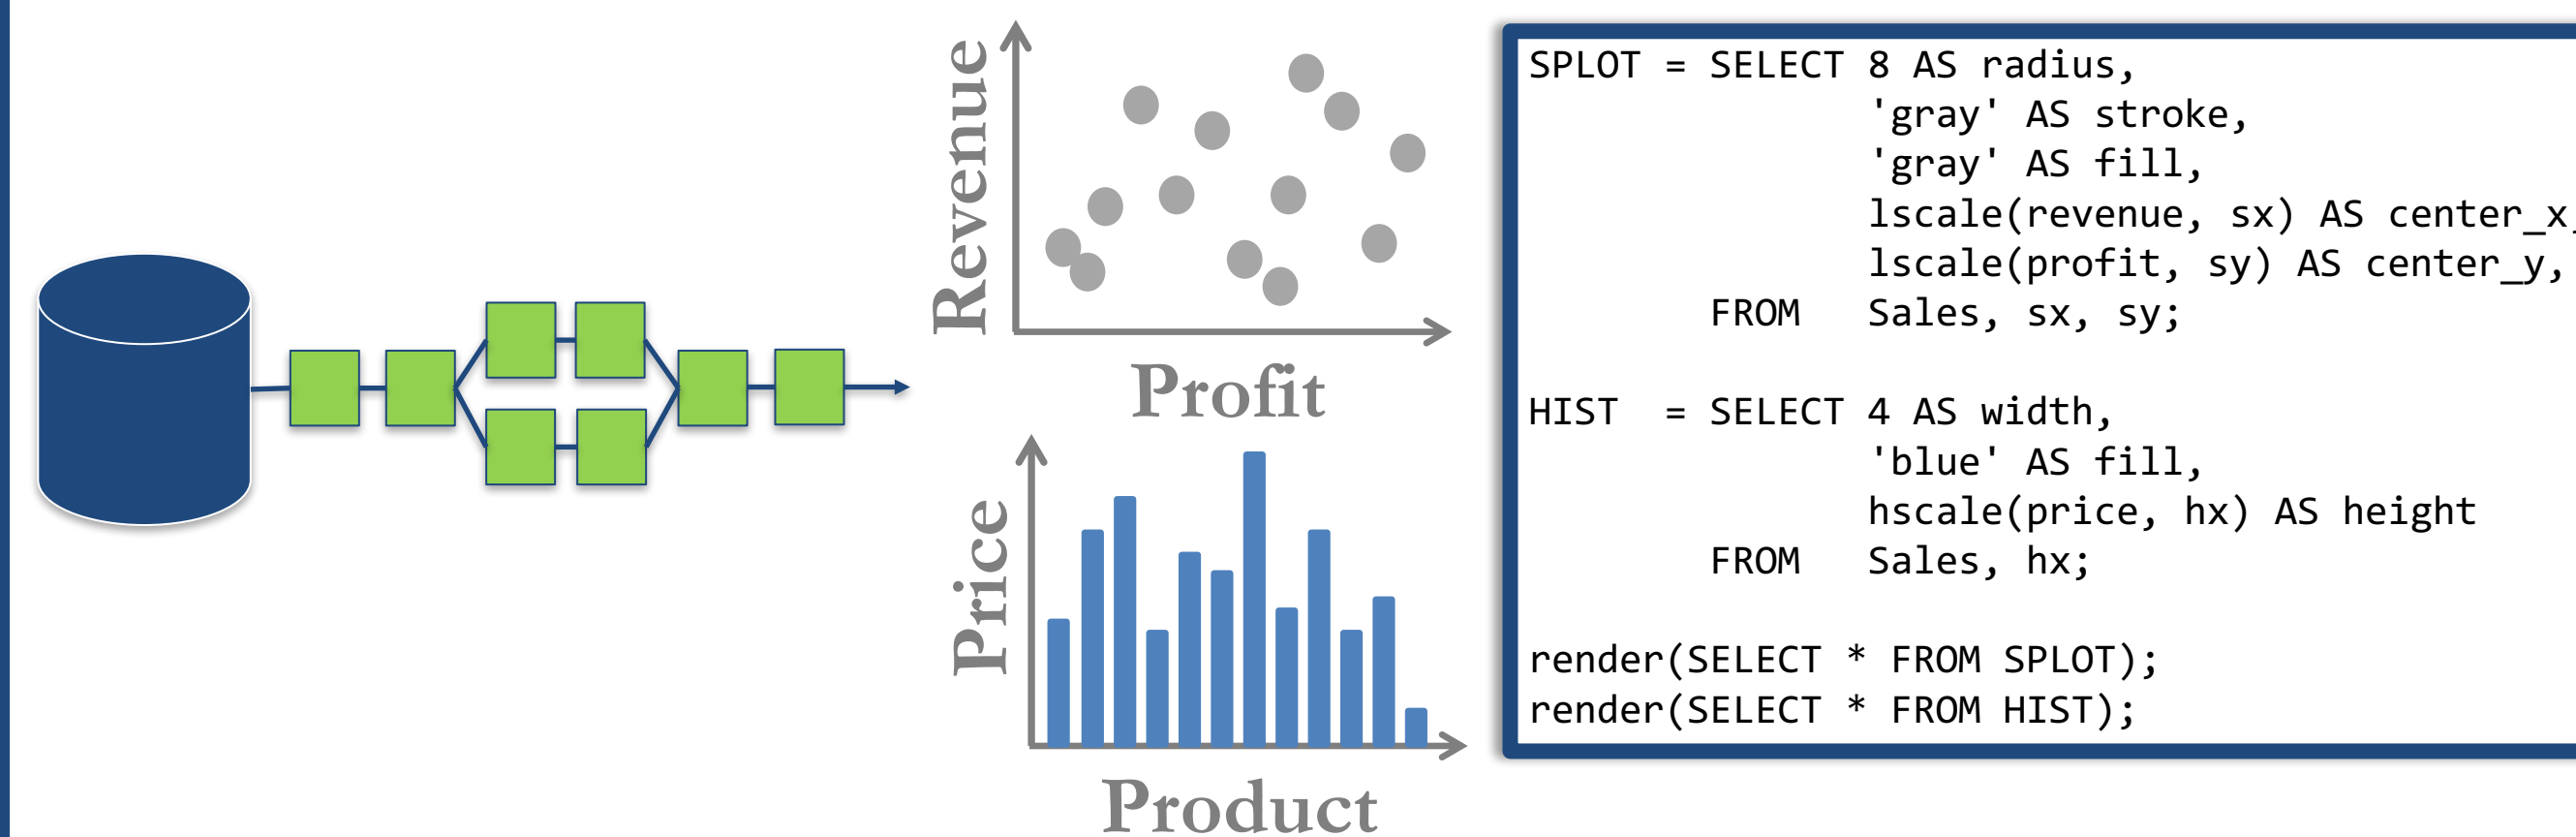 Revenue
Profit
Price
Product
SPLOT = SELECT 8 AS radius,
'gray' AS stroke,
'gray' AS fill,
lscale(revenue, sx) AS center_x,
lscale(profit, sy) AS center_y,
FROM Sales, sx, sy;
HIST = SELECT 4 AS width,
'blue' AS fill,
hscale(price, hx) AS height
FROM Sales, hx;
render(SELECT * FROM SPLOT);
render(SELECT * FROM HIST);